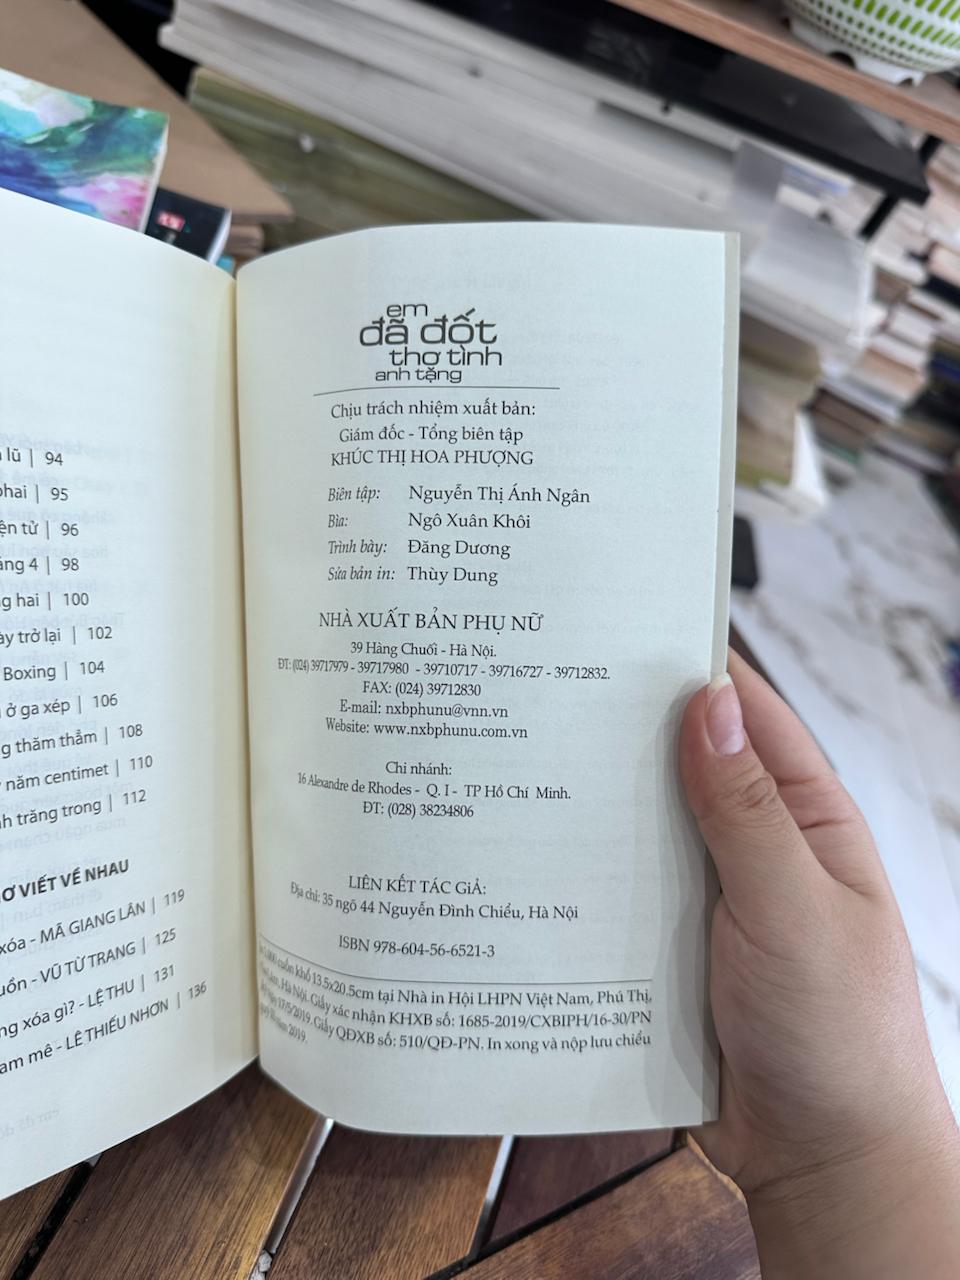 lũ | 94
phai | 95
ện tử | 96
áng 4 | 98
g hai | 100
ày trở lại | 102
Boxing | 104
ở ga xép | 106
g thăm thẳm | 108
năm centimet | 110
h trăng trong | 112
Ơ VIẾT VỀ NHAU
xóa - MÃ GIANG LÂN | 119
uồn - VŨ TỪ TRANG | 125
ng xóa gì? - LỆ THU | 131
am mê - LÊ THIẾU NHƠN | 136
em
đã đốt
thơ tình
anh tặng
Chịu trách nhiệm xuất bản:
Giám đốc - Tổng biên tập
KHÚC THỊ HOA PHƯỢNG
Biên tập: Nguyễn Thị Ánh Ngân
Bìa: Ngô Xuân Khôi
Trình bày: Đăng Dương
Sửa bản in: Thùy Dung
NHÀ XUẤT BẢN PHỤ NỮ
39 Hàng Chuối - Hà Nội.
ĐT: (024) 39717979 - 39717980 - 39710717 - 39716727 - 39712832.
FAX: (024) 39712830
E-mail: nxbphunu@vnn.vn
Website: www.nxbphunu.com.vn
Chi nhánh:
16 Alexandre de Rhodes - Q. I - TP Hồ Chí Minh.
ĐT: (028) 38234806
LIÊN KẾT TÁC GIẢ:
Địa chỉ: 35 ngõ 44 Nguyễn Đình Chiểu, Hà Nội
ISBN 978-604-56-6521-3
cuốn khổ 13.5x20.5cm tại Nhà in Hội LHPN Việt Nam, Phú Thị,
Lâm, Hà Nội. Giấy xác nhận KHXB số: 1685-2019/CXBIPH/16-30/PN
17/5/2019. Giấy QĐXB số: 510/QĐ-PN. In xong và nộp lưu chiểu
năm 2019.